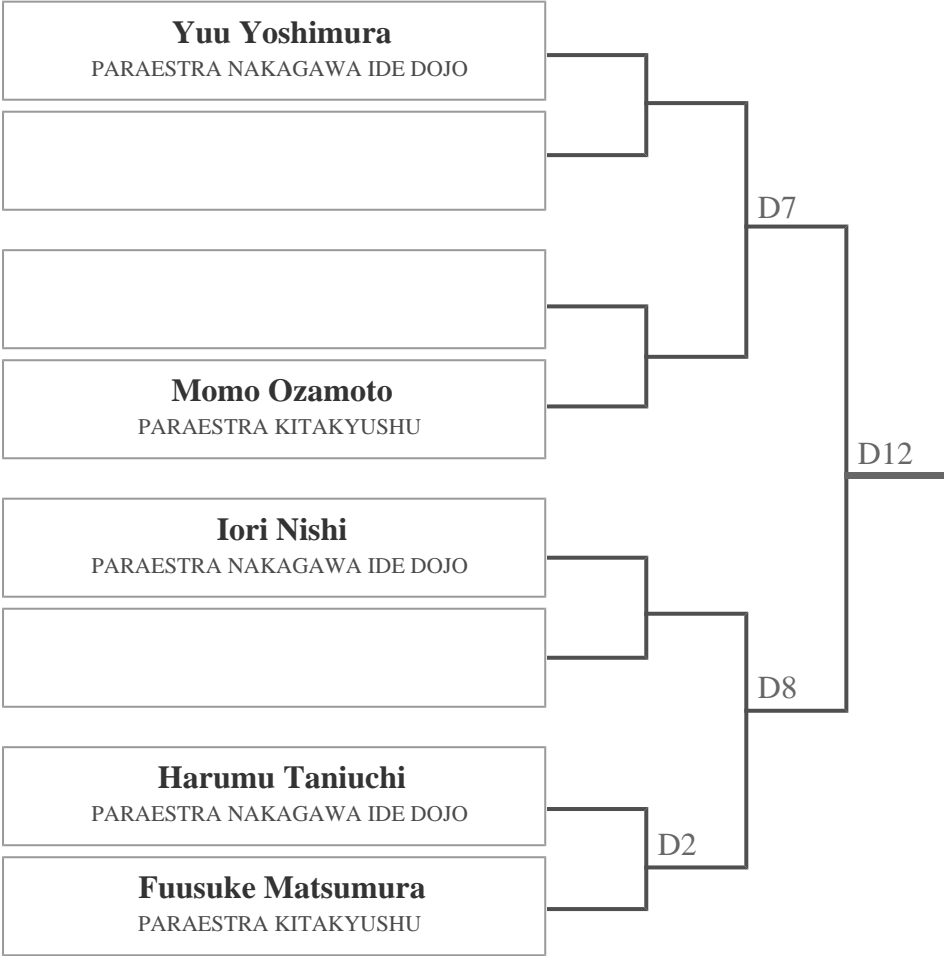 Yuu Yoshimura
PARAESTRA NAKAGAWA IDE DOJO
D7
Momo Ozamoto
PARAESTRA KITAKYUSHU
D12
Iori Nishi
PARAESTRA NAKAGAWA IDE DOJO
D8
Harumu Taniuchi
PARAESTRA NAKAGAWA IDE DOJO
D2
Fuusuke Matsumura
PARAESTRA KITAKYUSHU